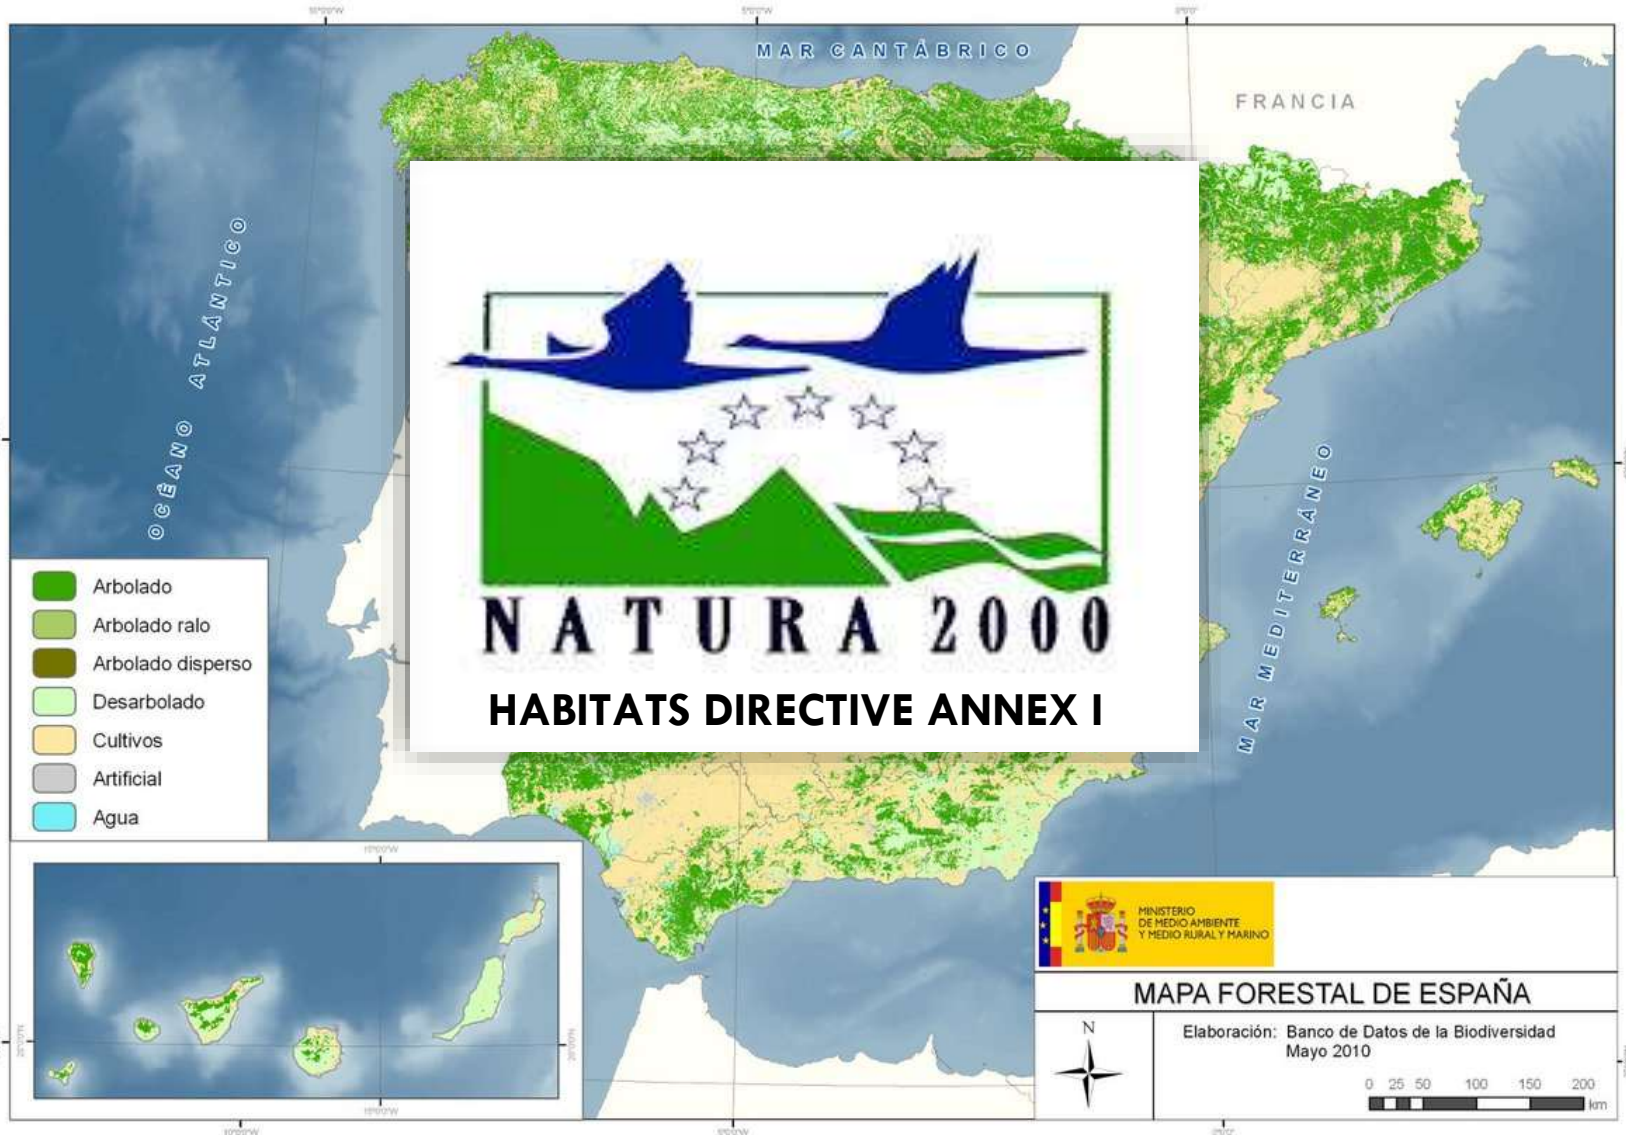 MAR CANTÁBRICO
FRANCIA
OCÉANO ATLÁNTICO
NATURA 2000
HABITATS DIRECTIVE ANNEX I
MAR MEDITERRÁNEO
Arbolado
Arbolado ralo
Arbolado disperso
Desarbolado
Cultivos
Artificial
Agua
MINISTERIO
DE MEDIO AMBIENTE
Y MEDIO RURAL Y MARINO
MAPA FORESTAL DE ESPAÑA
N
Elaboración: Banco de Datos de la Biodiversidad
Mayo 2010
0 25 50 100 150 200
km